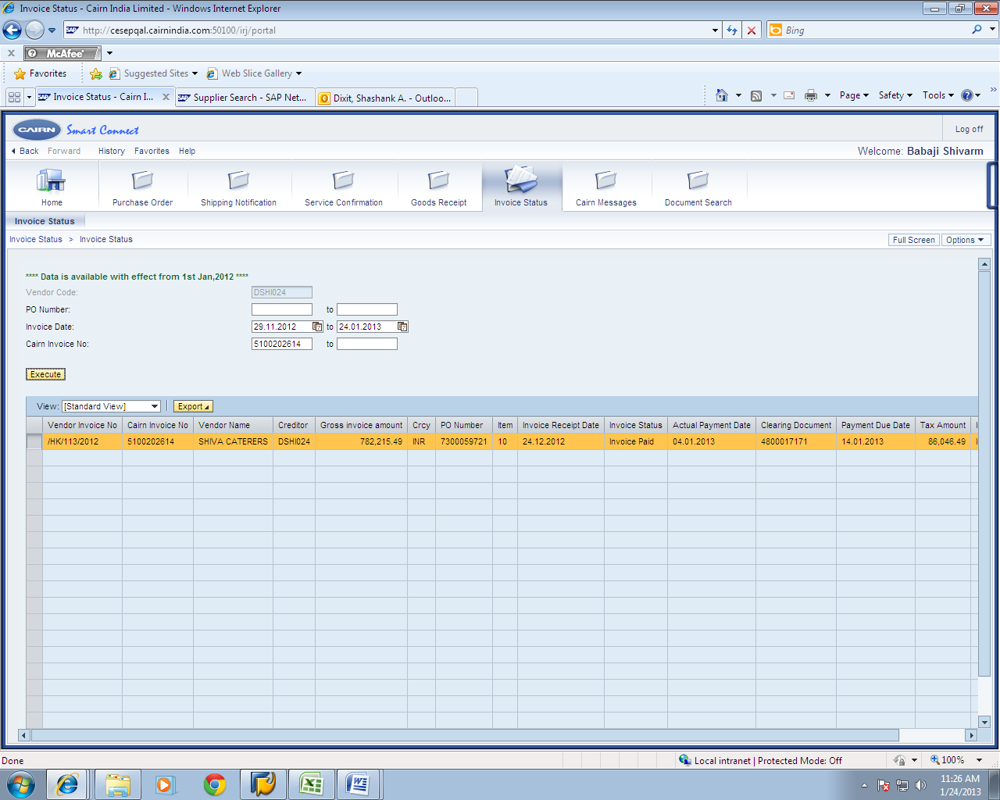 Invoice Status - Cairn India Limited - Windows Internet Explorer
http://cesepqal.cairnindia.com:50100/irj/portal
Bing
x McAfee
Favorites Suggested Sites Web Slice Gallery
Invoice Status - Cairn I... X Supplier Search - SAP Net... Dixit, Shashank A. - Outloo... Page Safety Tools »
CAIRN Smart Connect Log off
Back Forward History Favorites Help Welcome: Babaji Shivarm
Home Purchase Order Shipping Notification Service Confirmation Goods Receipt Invoice Status Cairn Messages Document Search
Invoice Status
Invoice Status > Invoice Status Full Screen Options
**** Data is available with effect from 1st Jan,2012 ****
Vendor Code: DSHI024
PO Number: to
Invoice Date: 29.11.2012 to 24.01.2013
Cairn Invoice No: 5100202614 to
Execute
View: [Standard View] Export
Vendor Invoice No Cairn Invoice No Vendor Name Creditor Gross invoice amount Crcy PO Number Item Invoice Receipt Date Invoice Status Actual Payment Date Clearing Document Payment Due Date Tax Amount
/HK/113/2012 5100202614 SHIVA CATERERS DSHI024 782,215.49 INR 7300059721 10 24.12.2012 Invoice Paid 04.01.2013 4800017171 14.01.2013 86,046.49
Done Local intranet | Protected Mode: Off 100%
11:26 AM
1/24/2013